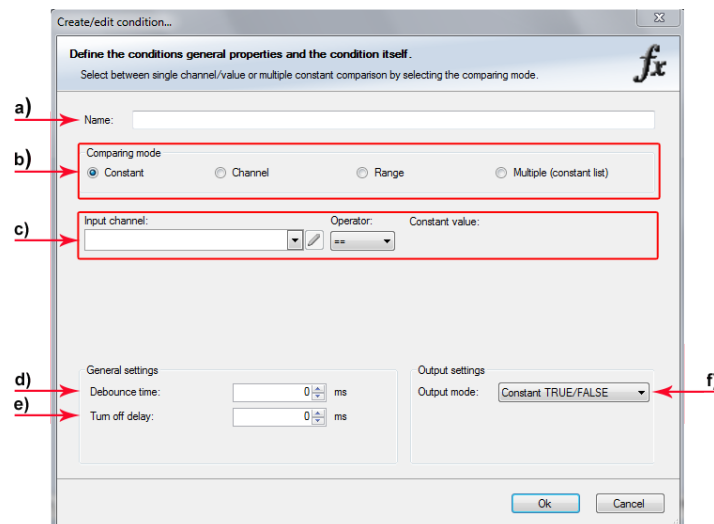 Create/edit condition...
Define the conditions general properties and the condition itself.
Select between single channel/value or multiple constant comparison by selecting the comparing mode.
fx
a)
Name:
Comparing mode
b)
Constant Channel Range Multiple (constant list)
Input channel: Operator: Constant value:
c)
==
General settings Output settings
d)
Debounce time: 0 ms Output mode: Constant TRUE/FALSE
f)
e)
Turn off delay: 0 ms
Ok Cancel